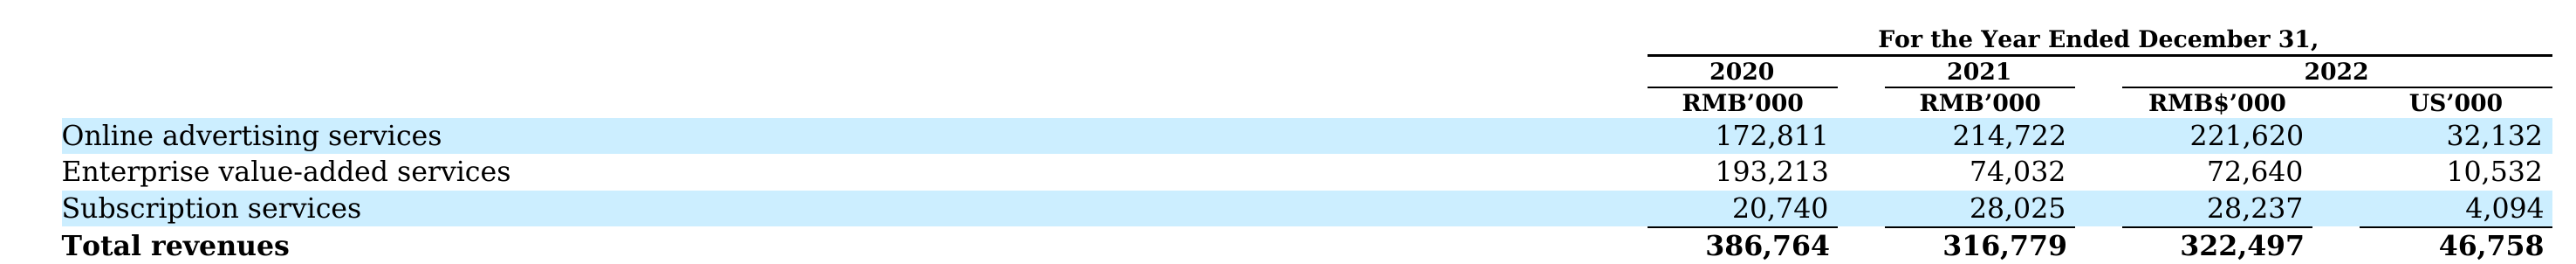 For the Year Ended December 31,
2020 2021 2022
RMB’000 RMB’000 RMB$’000 US’000
Online advertising services 172,811 214,722 221,620 32,132
Enterprise value-added services 193,213 74,032 72,640 10,532
Subscription services 20,740 28,025 28,237 4,094
Total revenues 386,764 316,779 322,497 46,758